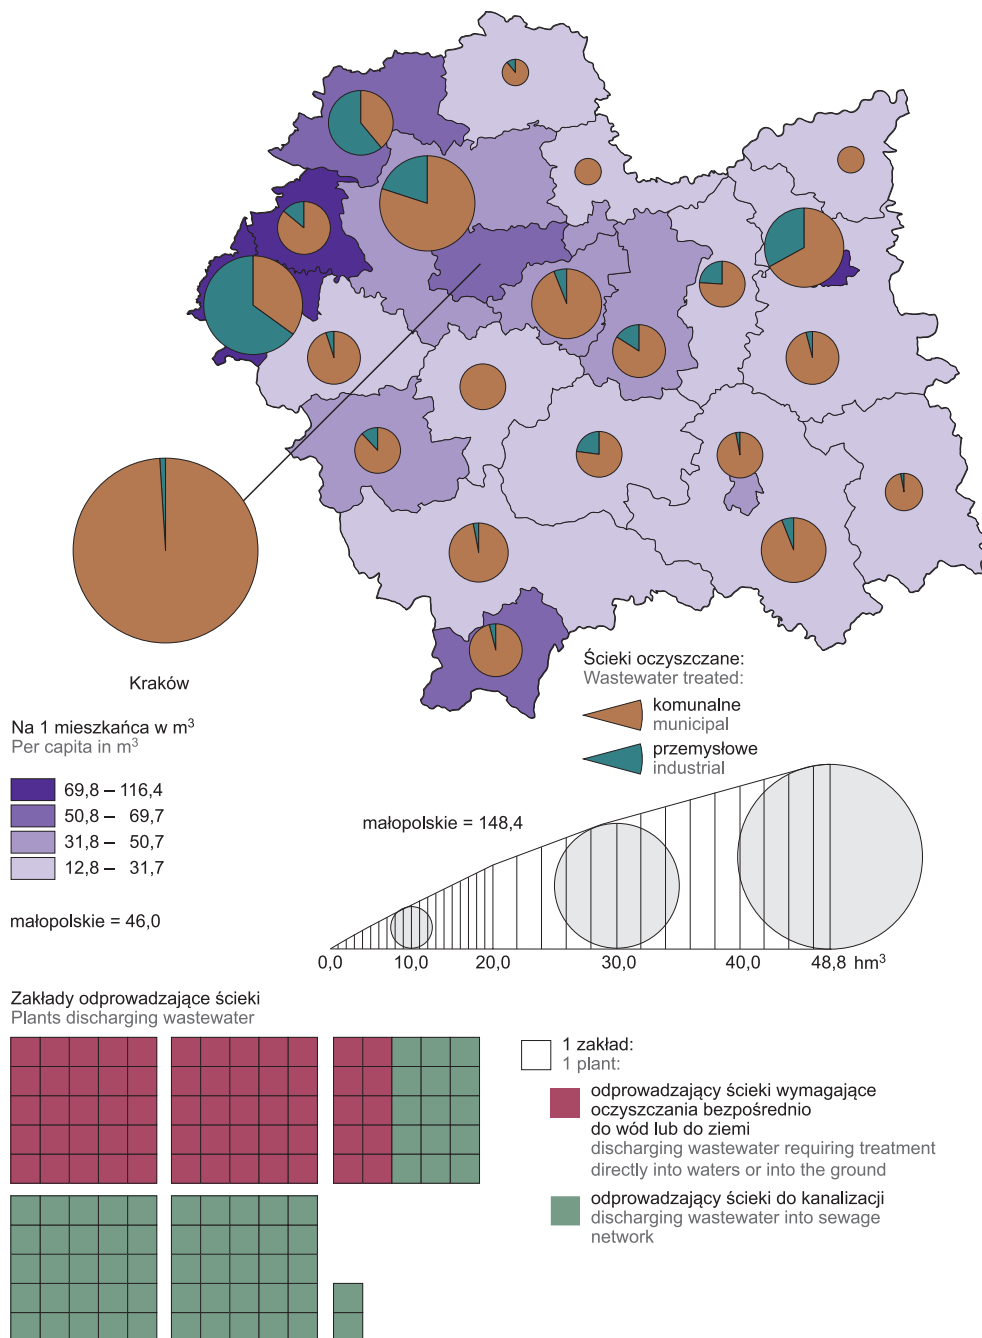 Kraków
Ścieki oczyszczane:
Wastewater treated:
komunalne
municipal
przemysłowe
industrial
Na 1 mieszkańca w m³
Per capita in m³
69,8 – 116,4
50,8 – 69,7
31,8 – 50,7
12,8 – 31,7
małopolskie = 46,0
małopolskie = 148,4
0,0 10,0 20,0 30,0 40,0 48,8 hm³
Zakłady odprowadzające ścieki
Plants discharging wastewater
1 zakład:
1 plant:
odprowadzający ścieki wymagające
oczyszczania bezpośrednio
do wód lub do ziemi
discharging wastewater requiring treatment
directly into waters or into the ground
odprowadzający ścieki do kanalizacji
discharging wastewater into sewage
network